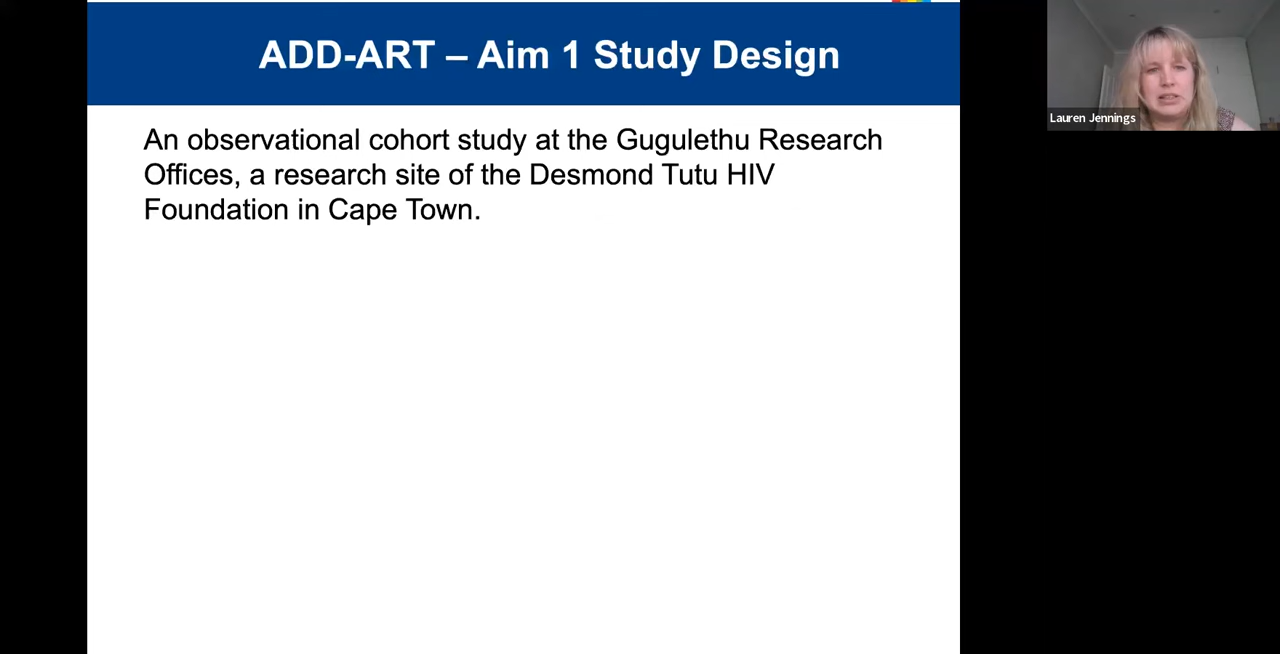 ADD-ART – Aim 1 Study Design
An observational cohort study at the Gugulethu Research
Offices, a research site of the Desmond Tutu HIV
Foundation in Cape Town.
Lauren Jennings